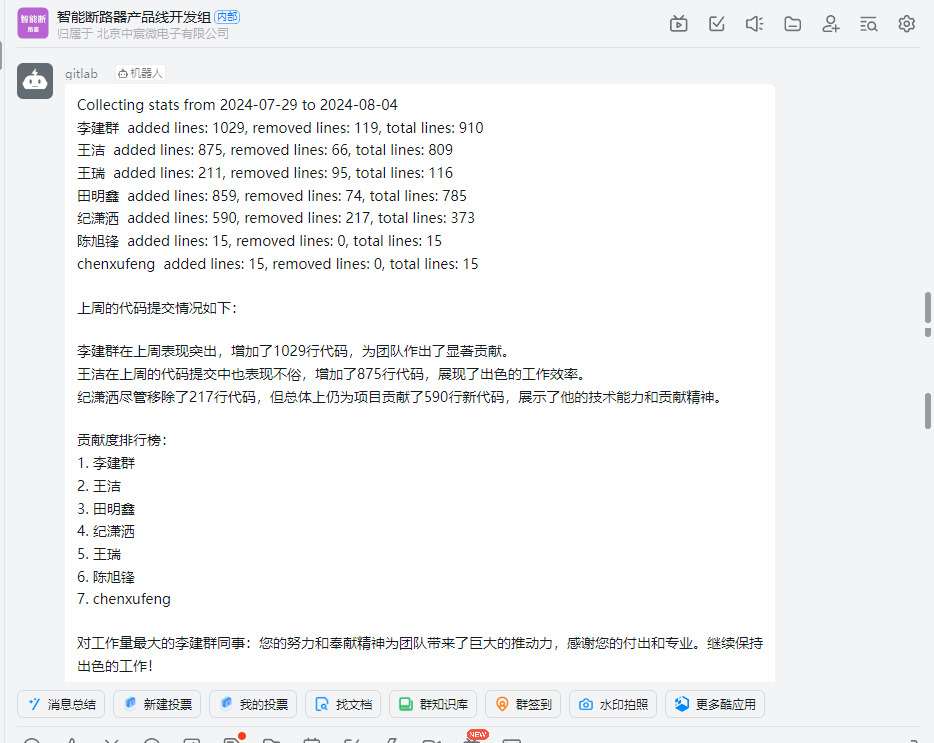 智能断路器
智能断路器产品线开发组 内部
归属于 北京中宸微电子有限公司
gitlab 机器人
Collecting stats from 2024-07-29 to 2024-08-04
李建群 added lines: 1029, removed lines: 119, total lines: 910
王洁 added lines: 875, removed lines: 66, total lines: 809
王瑞 added lines: 211, removed lines: 95, total lines: 116
田明鑫 added lines: 859, removed lines: 74, total lines: 785
纪潇洒 added lines: 590, removed lines: 217, total lines: 373
陈旭锋 added lines: 15, removed lines: 0, total lines: 15
chenxufeng added lines: 15, removed lines: 0, total lines: 15
上周的代码提交情况如下：
李建群在上周表现突出，增加了1029行代码，为团队作出了显著贡献。
王洁在上周的代码提交中也表现不俗，增加了875行代码，展现了出色的工作效率。
纪潇洒尽管移除了217行代码，但总体上仍为项目贡献了590行新代码，展示了他的技术能力和贡献精神。
贡献度排行榜：
1. 李建群
2. 王洁
3. 田明鑫
4. 纪潇洒
5. 王瑞
6. 陈旭锋
7. chenxufeng
对工作量最大的李建群同事：您的努力和奉献精神为团队带来了巨大的推动力，感谢您的付出和专业。继续保持
出色的工作！
消息总结 新建投票 我的投票 找文档 群知识库 群签到 水印拍照 更多酷应用
NEW